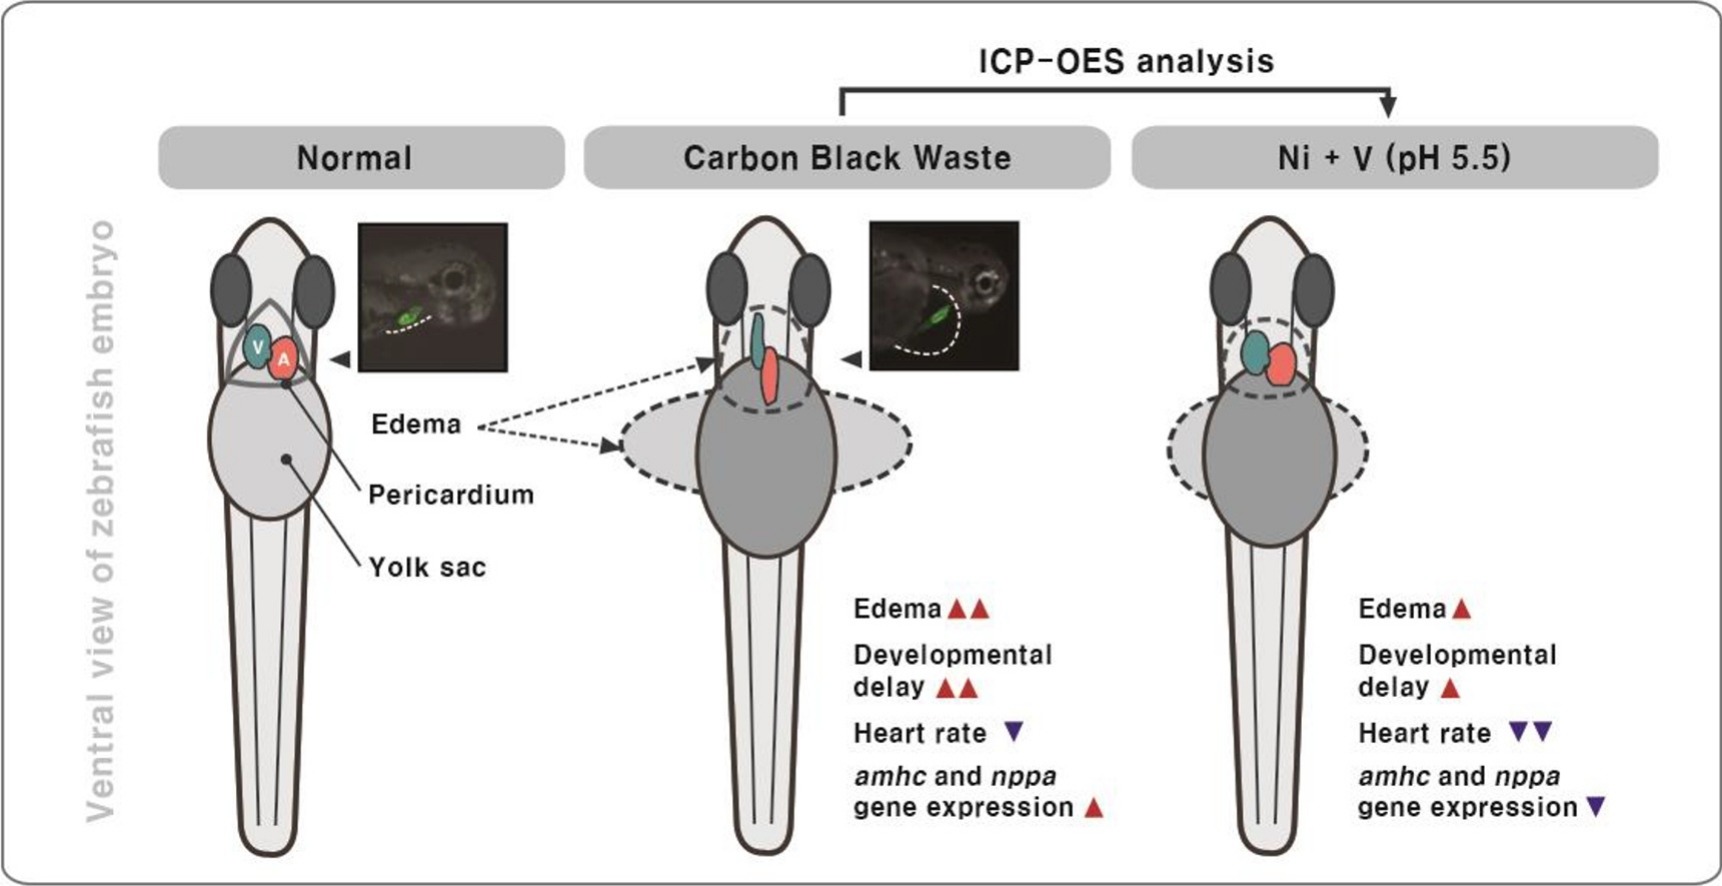 ICP-OES analysis
Normal
Carbon Black Waste
Ni + V (pH 5.5)
Ventral view of zebrafish embryo
V
A
Edema
Pericardium
Yolk sac
Edema▲▲
Developmental
delay ▲▲
Heart rate ▼
amhc and nppa
gene expression ▲
Edema▲
Developmental
delay ▲
Heart rate ▼▼
amhc and nppa
gene expression ▼